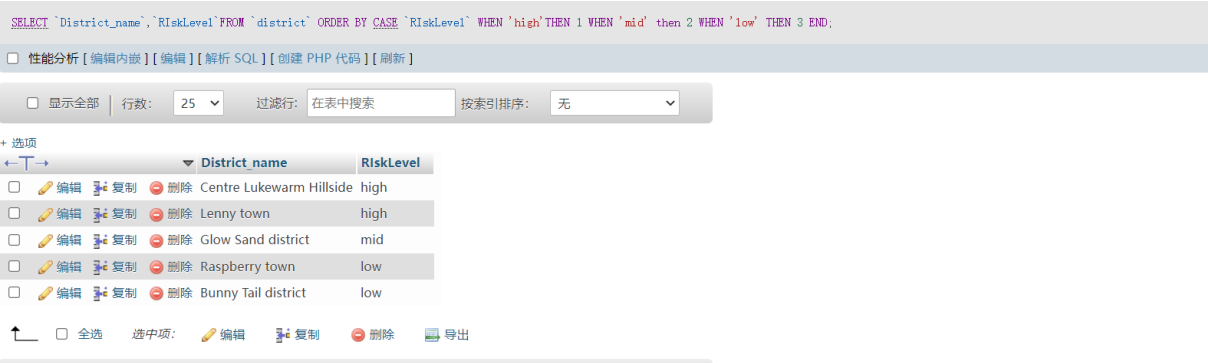 SELECT `District_name`,`RIskLevel`FROM `district` ORDER BY CASE `RIskLevel` WHEN 'high'THEN 1 WHEN 'mid' then 2 WHEN 'low' THEN 3 END;
性能分析 [ 编辑内嵌 ] [ 编辑 ] [ 解析 SQL ] [ 创建 PHP 代码 ] [ 刷新 ]
显示全部 行数： 25 过滤行: 在表中搜索 按索引排序： 无
+ 选项
←T→ District_name RIskLevel
编辑 复制 删除 Centre Lukewarm Hillside high
编辑 复制 删除 Lenny town high
编辑 复制 删除 Glow Sand district mid
编辑 复制 删除 Raspberry town low
编辑 复制 删除 Bunny Tail district low
全选 选中项： 编辑 复制 删除 导出